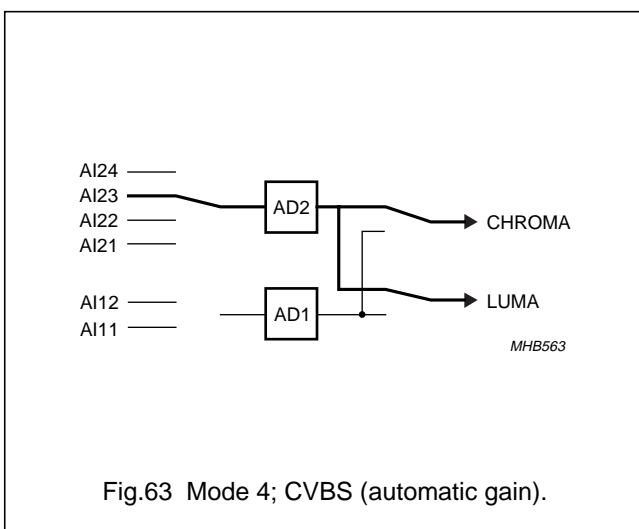 AI24
AI23
AI22
AI21
AD2
CHROMA
AI12
AI11
AD1
LUMA
MHB563
Fig.63 Mode 4; CVBS (automatic gain).